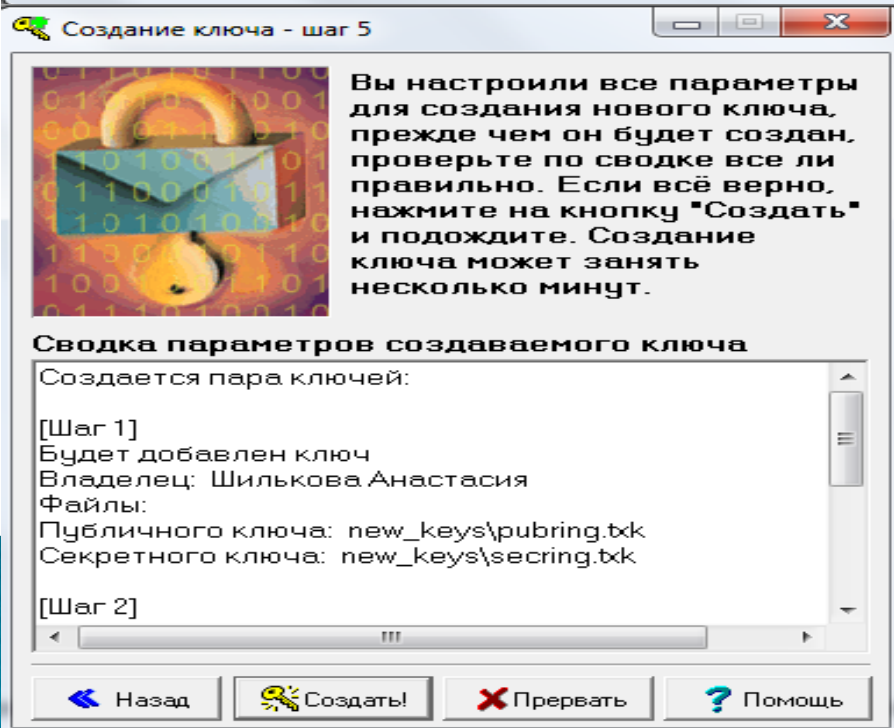 Создание ключа - шаг 5
Вы настроили все параметры
для создания нового ключа,
прежде чем он будет создан,
проверьте по сводке все ли
правильно. Если всё верно,
нажмите на кнопку "Создать"
и подождите. Создание
ключа может занять
несколько минут.
Сводка параметров создаваемого ключа
Создается пара ключей:
[Шаг 1]
Будет добавлен ключ
Владелец: Шилькова Анастасия
Файлы:
Публичного ключа: new_keys\pubring.txk
Секретного ключа: new_keys\secring.txk
[Шаг 2]
Назад
Создать!
Прервать
Помощь